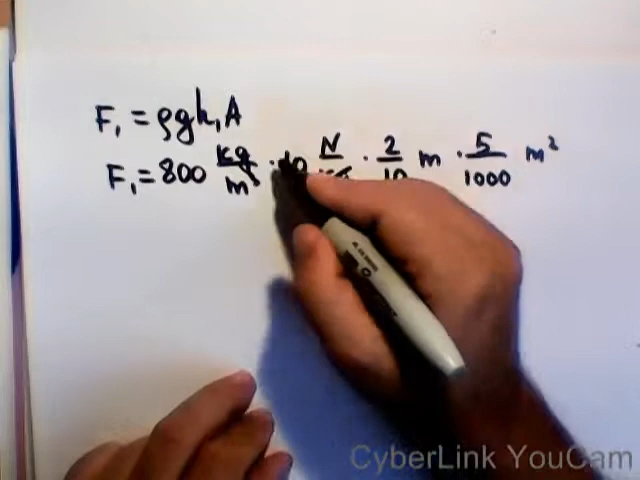 F₁ = ρgh₁A
F₁ = 800 kg/m³ · 10 N/kg · 2/10 m · 5/1000 m²
CyberLink YouCam